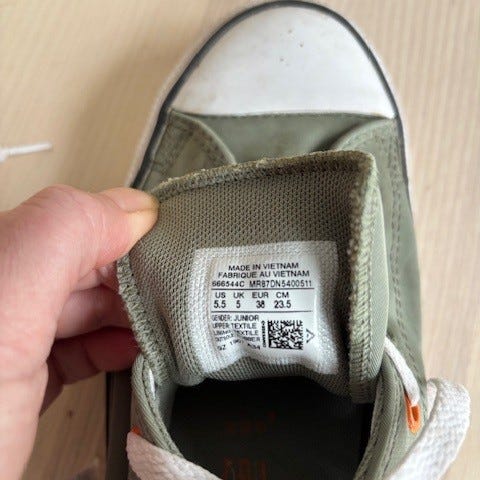 MADE IN VIETNAM
FABRIQUE AU VIETNAM
666544C MR87DN5400511
US UK EUR CM
5.5 5 38 23.5
GENDER: JUNIOR
UPPER: TEXTILE
TEXTILE